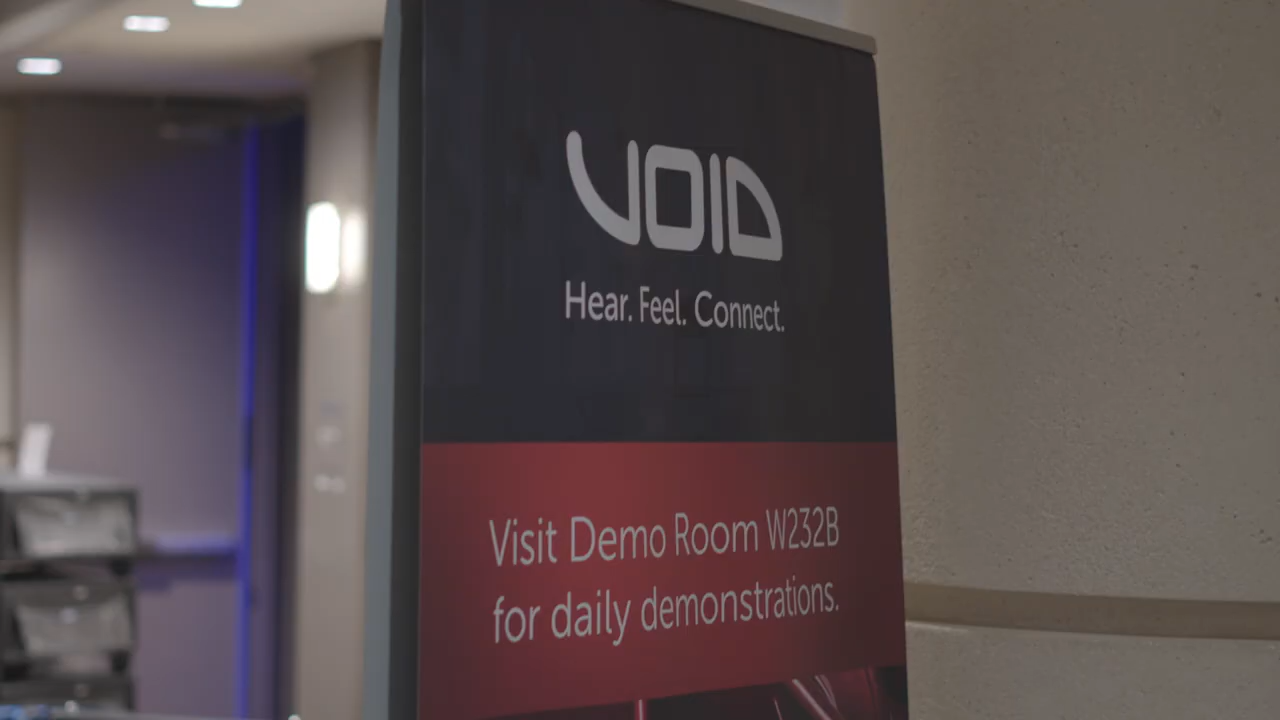 VOID
Hear. Feel. Connect.
Visit Demo Room W232B
for daily demonstrations.